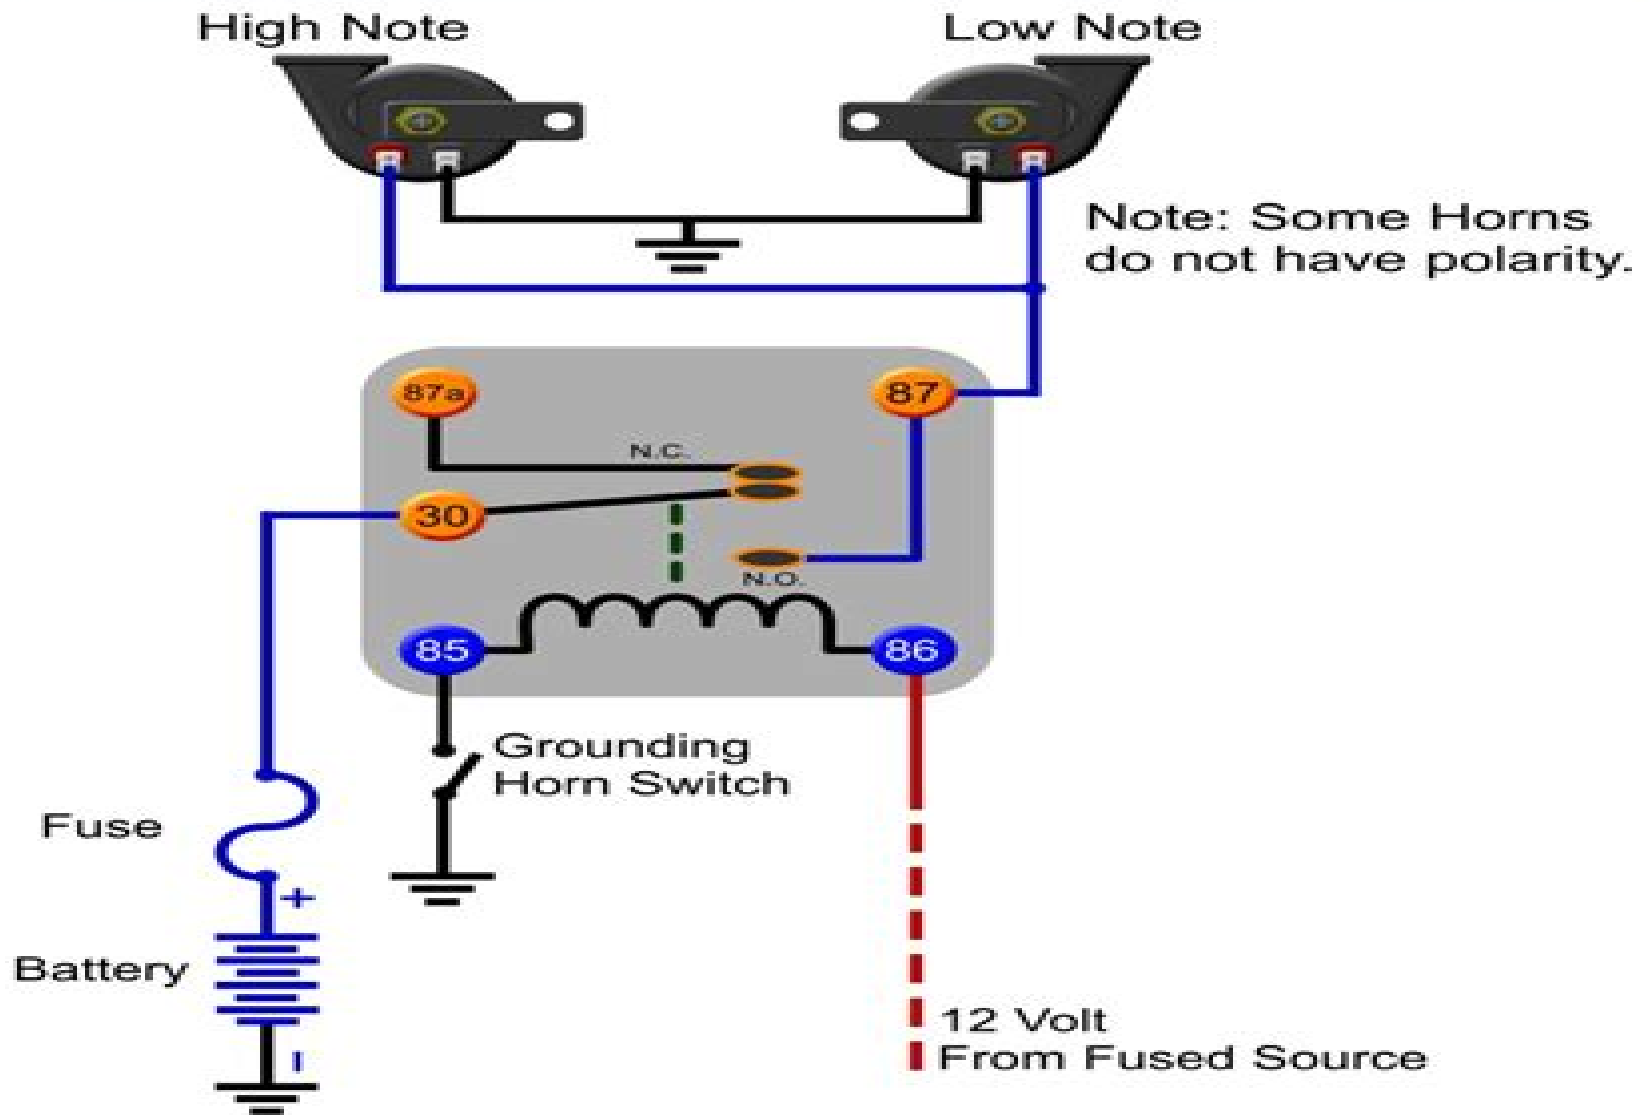 High Note
Low Note
Note: Some Horns
do not have polarity.
87a
87
N.C.
30
N.O.
85
86
Grounding
Horn Switch
Fuse
+
Battery
12 Volt
From Fused Source